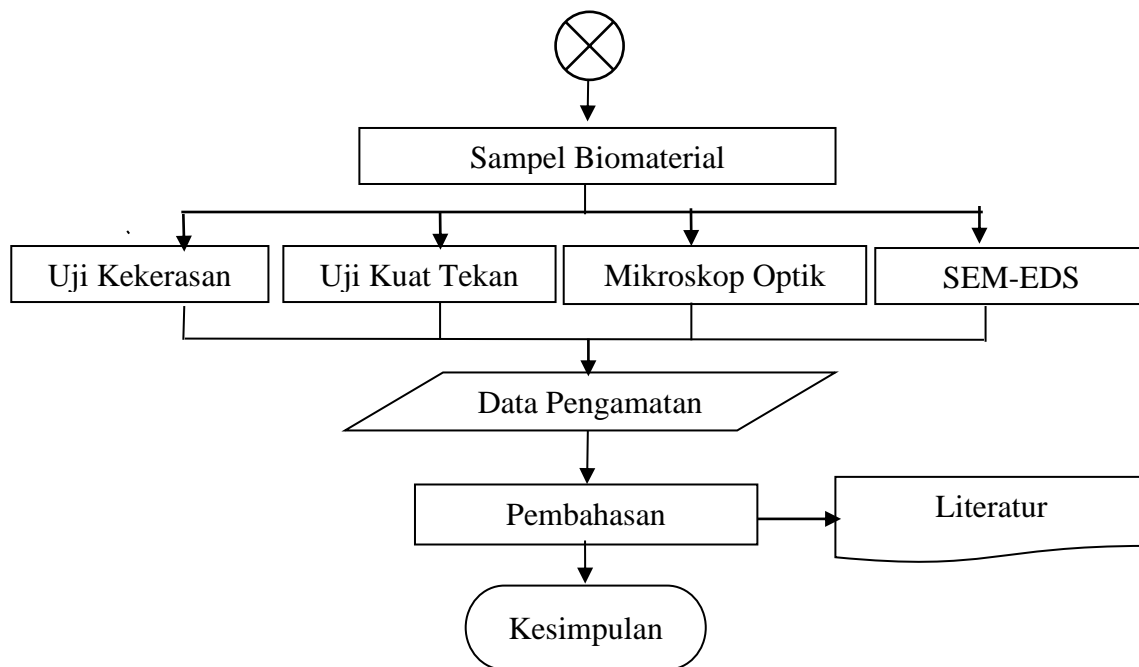 Sampel Biomaterial
Uji Kekerasan
Uji Kuat Tekan
Mikroskop Optik
SEM-EDS
Data Pengamatan
Pembahasan
Literatur
Kesimpulan